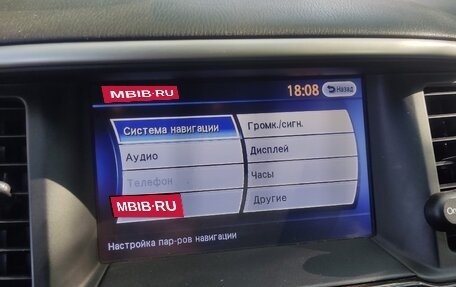 MBIB·RU
18:08
Назад
Система навигации
Громк./сигн.
Аудио
Дисплей
Телефон
Часы
MBIB·RU
Другие
Настройка пар-ров навигации